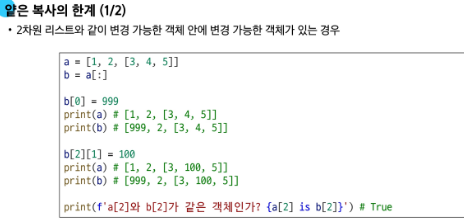 얕은 복사의 한계 (1/2)
• 2차원 리스트와 같이 변경 가능한 객체 안에 변경 가능한 객체가 있는 경우
a = [1, 2, [3, 4, 5]]
b = a[:]
b[0] = 999
print(a) # [1, 2, [3, 4, 5]]
print(b) # [999, 2, [3, 4, 5]]
b[2][1] = 100
print(a) # [1, 2, [3, 100, 5]]
print(b) # [999, 2, [3, 100, 5]]
print(f'a[2]와 b[2]가 같은 객체인가? {a[2] is b[2]}') # True